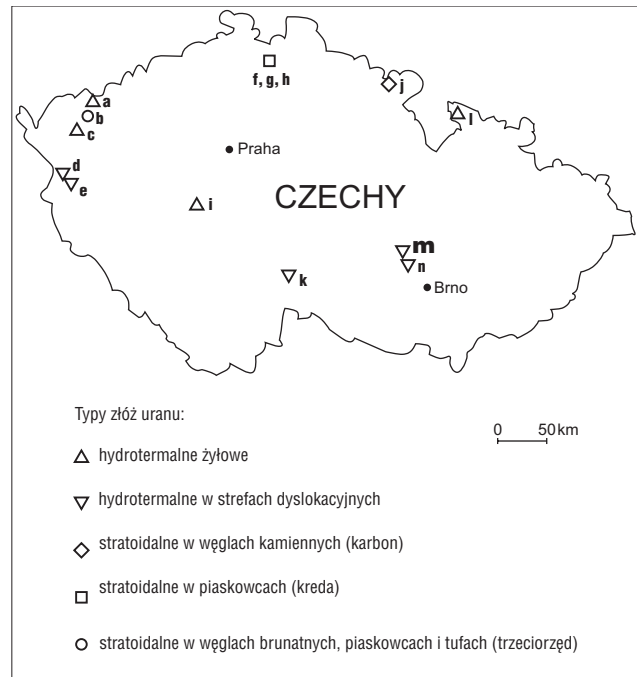 f, g, h
j
a
b
l
c
Praha
d
e
i
CZECHY
m
n
k
Brno
Typy złóż uranu:
0 50 km
hydrotermalne żyłowe
hydrotermalne w strefach dyslokacyjnych
stratoidalne w węglach kamiennych (karbon)
stratoidalne w piaskowcach (kreda)
stratoidalne w węglach brunatnych, piaskowcach i tufach (trzeciorzęd)